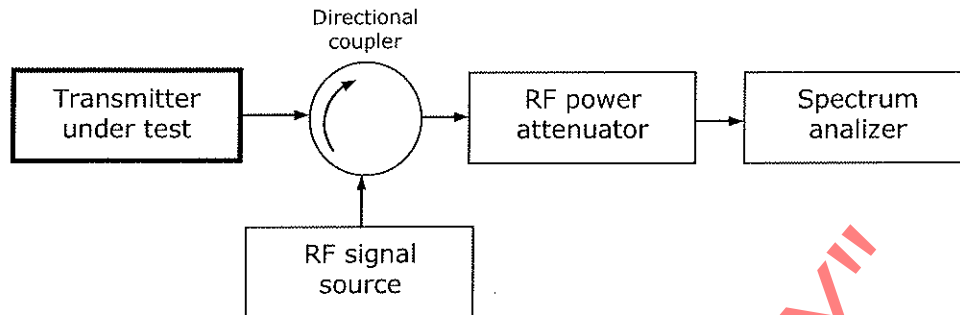 Directional
coupler
Transmitter
under test
RF power
attenuator
Spectrum
analizer
RF signal
source